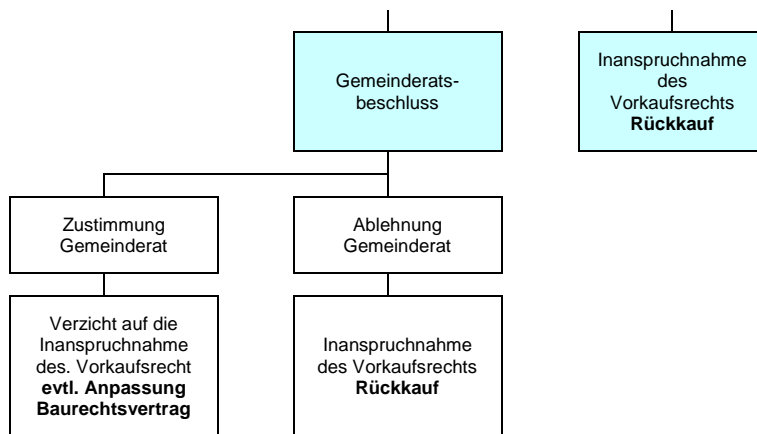 Gemeinderats-
beschluss
Inanspruchnahme
des
Vorkaufsrechts
Rückkauf
Zustimmung
Gemeinderat
Ablehnung
Gemeinderat
Verzicht auf die
Inanspruchnahme
des. Vorkaufsrecht
evtl. Anpassung
Baurechtsvertrag
Inanspruchnahme
des Vorkaufsrechts
Rückkauf